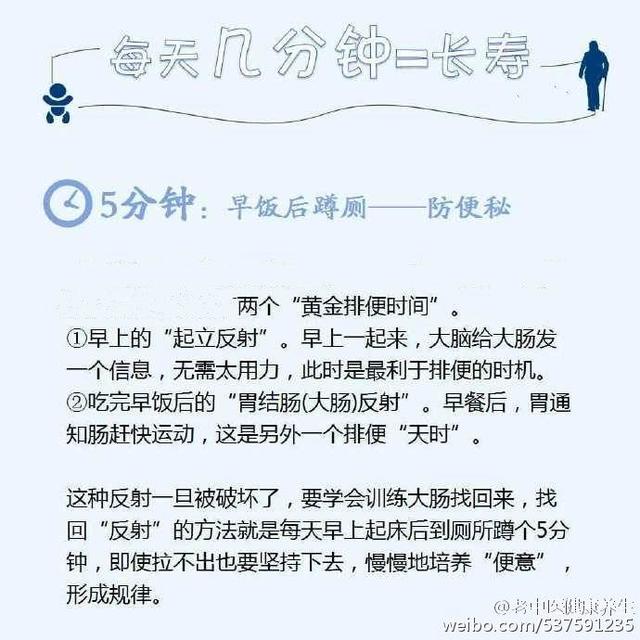 每天几分钟=长寿
5分钟：早饭后蹲厕——防便秘
两个“黄金排便时间”。
①早上的“起立反射”。早上一起来，大脑给大肠发
一个信息，无需太用力，此时是最利于排便的时机。
②吃完早饭后的“胃结肠(大肠)反射”。早餐后，胃通
知肠赶快运动，这是另外一个排便“天时”。
这种反射一旦被破坏了，要学会训练大肠找回来，找
回“反射”的方法就是每天早上起床后到厕所蹲个5分
钟，即使拉不出也要坚持下去，慢慢地培养“便意”，
形成规律。
@老中医健康养生
weibo.com/537591235